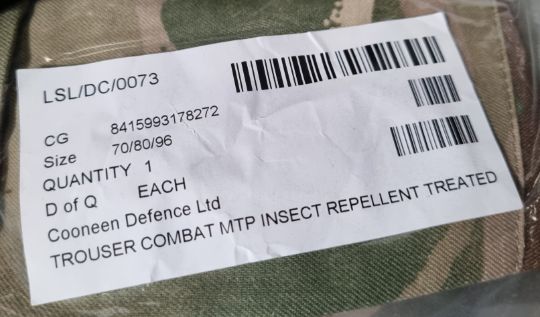 LSL/DC/0073
CG 8415993178272
Size 70/80/96
QUANTITY 1
D of Q EACH
Cooneen Defence Ltd
TROUSER COMBAT MTP INSECT REPELLENT TREATED